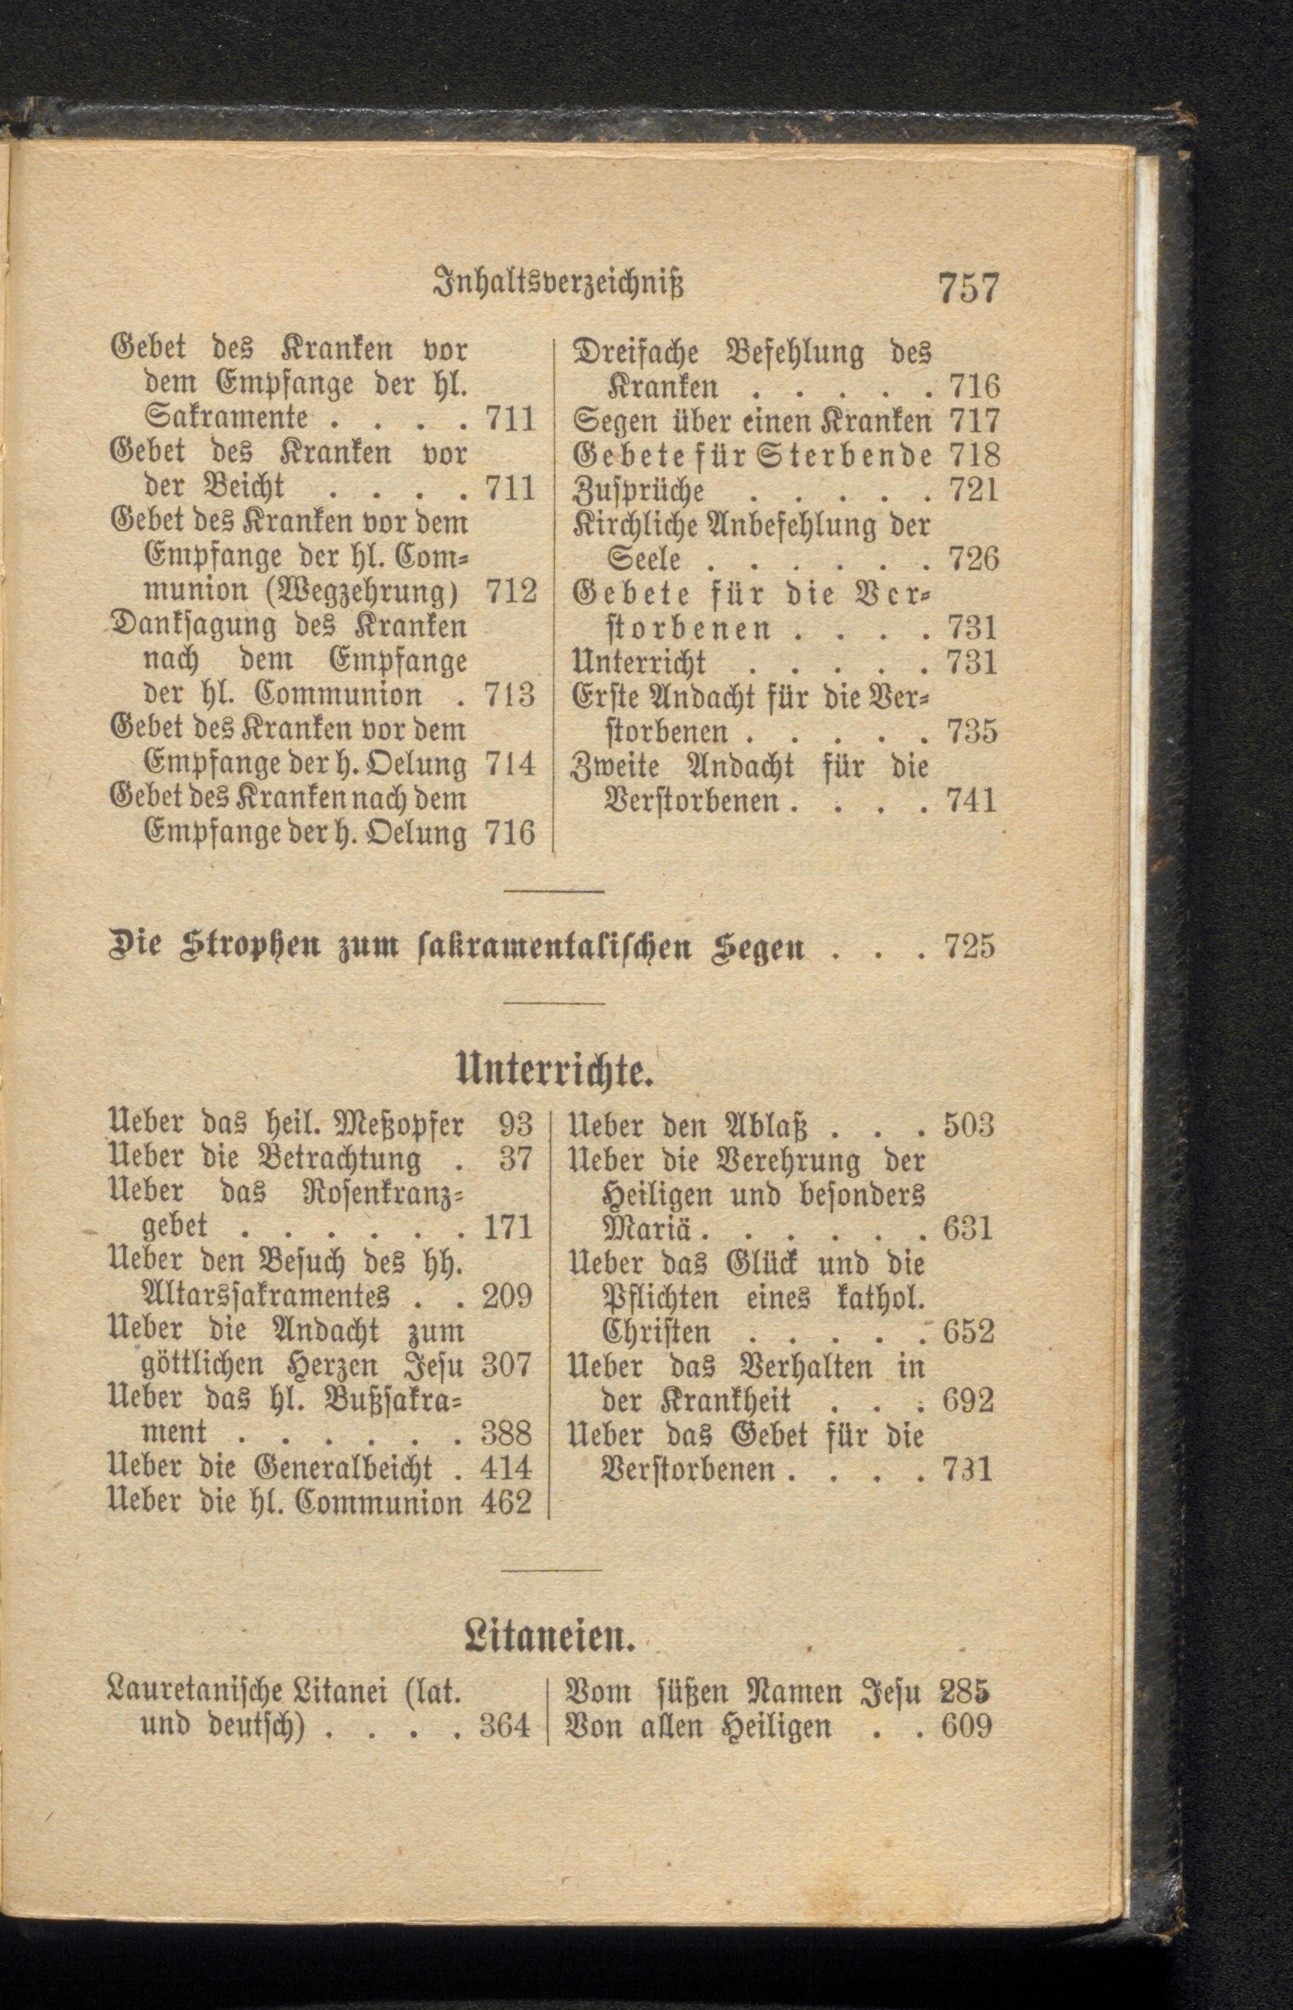 Inhaltsverzeichniß 757
Gebet des Kranken vor
dem Empfange der hl.
Sakramente . . . . 711
Gebet des Kranken vor
der Beicht . . . . 711
Gebet des Kranken vor dem
Empfange der hl. Com-
munion (Wegzehrung) 712
Danksagung des Kranken
nach dem Empfange
der hl. Communion . 713
Gebet des Kranken vor dem
Empfange der h. Oelung 714
Gebet des Kranken nach dem
Empfange der h. Oelung 716
Dreifache Befehlung des
Kranken . . . . . 716
Segen über einen Kranken 717
Gebete für Sterbende 718
Zusprüche . . . . . 721
Kirchliche Anbefehlung der
Seele . . . . . . 726
Gebete für die Ver-
storbenen . . . . 731
Unterricht . . . . . 731
Erste Andacht für die Ver-
storbenen . . . . . 735
Zweite Andacht für die
Verstorbenen . . . . 741
Die Strophen zum sakramentalischen Segen . . . 725
Unterrichte.
Ueber das heil. Meßopfer 93
Ueber die Betrachtung . 37
Ueber das Rosenkranz-
gebet . . . . . . 171
Ueber den Besuch des hh.
Altarssakramentes . . 209
Ueber die Andacht zum
göttlichen Herzen Jesu 307
Ueber das hl. Bußsakra-
ment . . . . . . 388
Ueber die Generalbeicht . 414
Ueber die hl. Communion 462
Ueber den Ablaß . . . 503
Ueber die Verehrung der
Heiligen und besonders
Mariä . . . . . . 631
Ueber das Glück und die
Pflichten eines kathol.
Christen . . . . . 652
Ueber das Verhalten in
der Krankheit . . . 692
Ueber das Gebet für die
Verstorbenen . . . . 731
Litaneien.
Lauretanische Litanei (lat.
und deutsch) . . . . 364
Vom süßen Namen Jesu 285
Von allen Heiligen . . 609